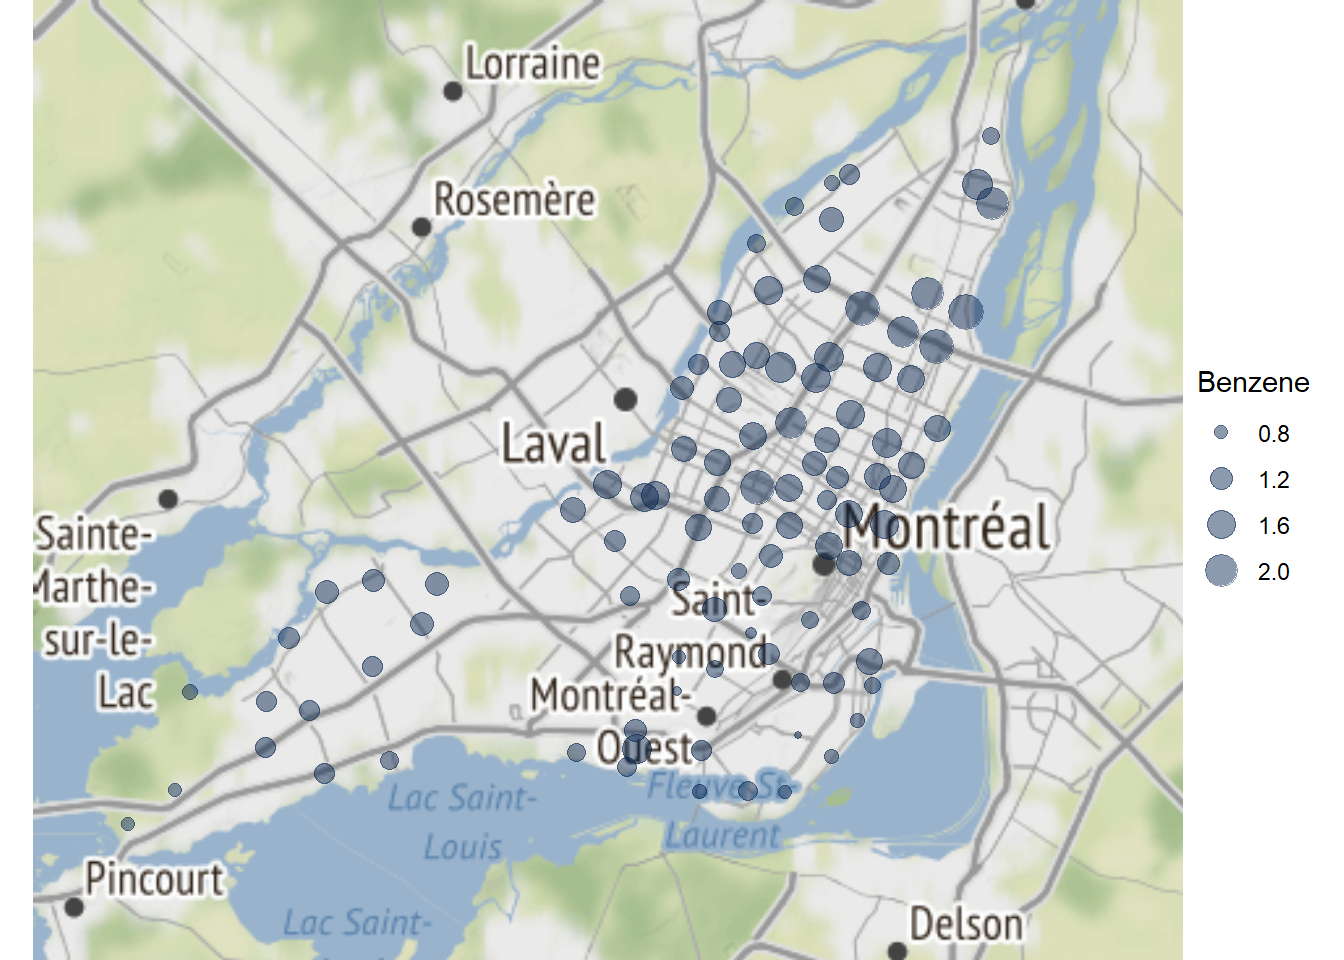 Lorraine
Rosemère
Laval
Sainte-
Marthe-
sur-le-
Lac
Montréal
Saint-
Raymond
Montréal-
Ouest
Fleuve St-
Laurent
Lac Saint-
Louis
Pincourt
Lac Saint-
Delson
Benzene
0.8
1.2
1.6
2.0